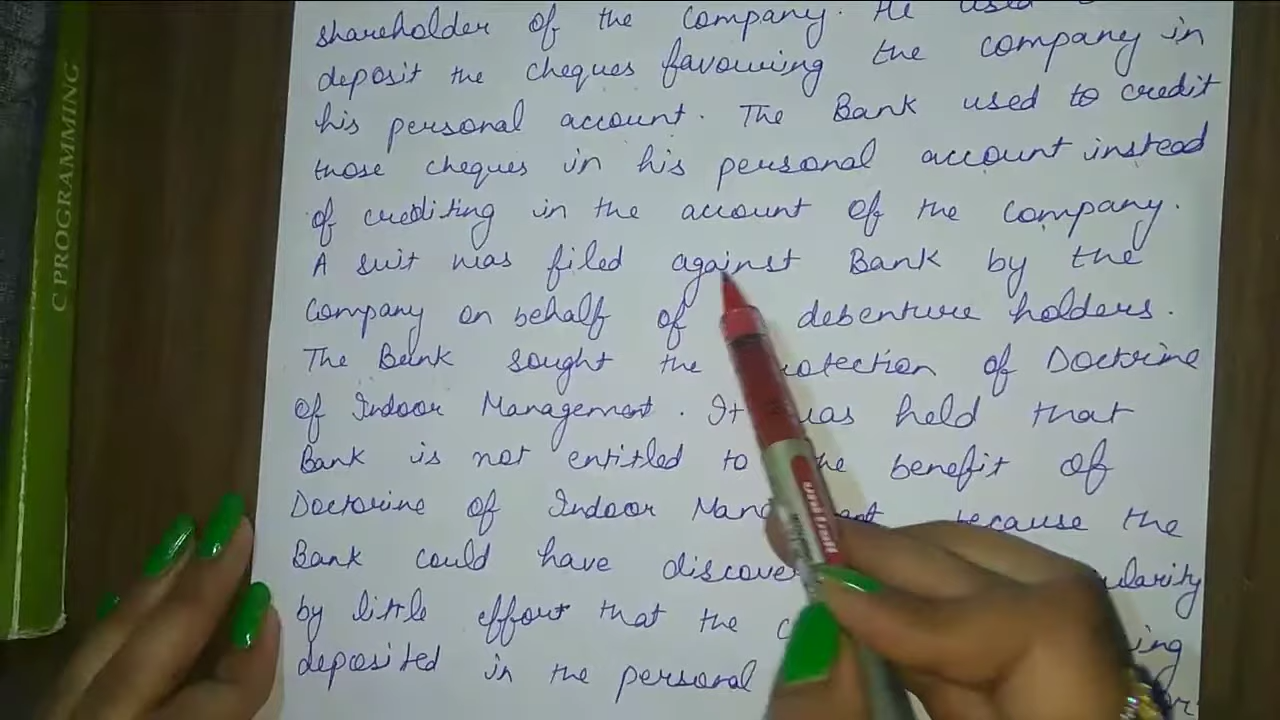 C PROGRAMMING
shareholder of the Company. He used
deposit the cheques favouring the company in
his personal account. The Bank used to credit
those cheques in his personal account instead
of crediting in the account of the company.
A suit was filed against Bank by the
Company on behalf of debenture holders.
The Bank sought the rotection of Doctrine
of Indoor Management. It was held that
Bank is not entitled to the benefit of
Doctrine of Indoor because the
Bank could have
by little effort that the
deposited in the personal
uni